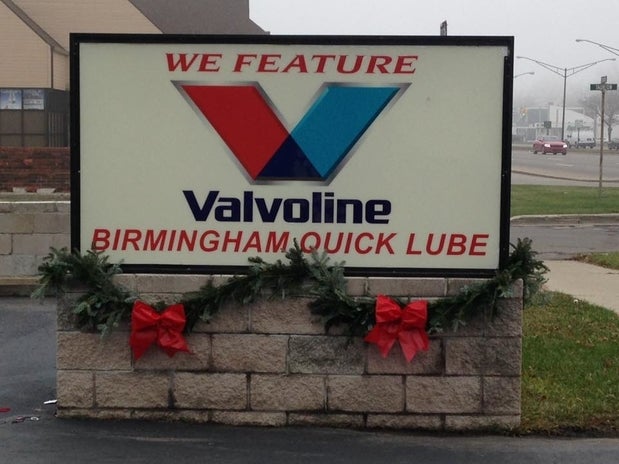 WE FEATURE
Valvoline
BIRMINGHAM QUICK LUBE